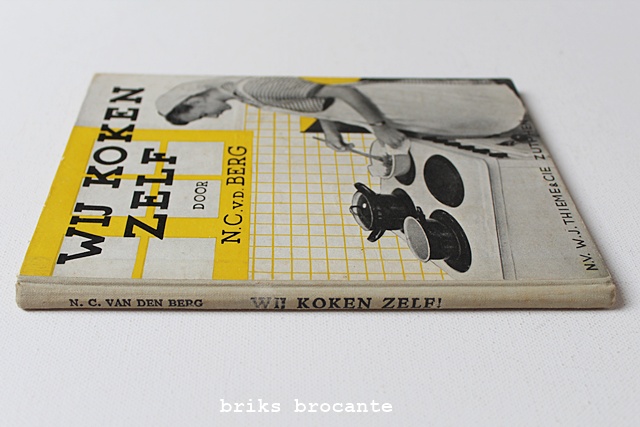 WIJ KOKEN
ZELF
DOOR
N.C.V.D. BERG
N.V. W.J. THIEME & CIE ZUTPHEN
N. C. VAN DEN BERG WIJ KOKEN ZELF!
briks brocante